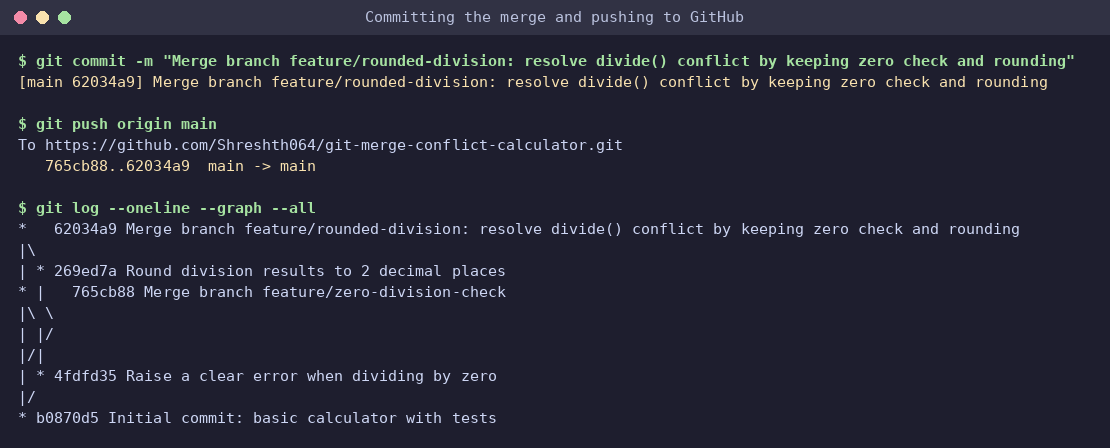 Committing the merge and pushing to GitHub
$ git commit -m "Merge branch feature/rounded-division: resolve divide() conflict by keeping zero check and rounding"
[main 62034a9] Merge branch feature/rounded-division: resolve divide() conflict by keeping zero check and rounding
$ git push origin main
To https://github.com/Shreshth064/git-merge-conflict-calculator.git
   765cb88..62034a9  main -> main
$ git log --oneline --graph --all
*   62034a9 Merge branch feature/rounded-division: resolve divide() conflict by keeping zero check and rounding
|\
| * 269ed7a Round division results to 2 decimal places
* |   765cb88 Merge branch feature/zero-division-check
|\ \
| |/
|/|
| * 4fdfd35 Raise a clear error when dividing by zero
|/
* b0870d5 Initial commit: basic calculator with tests